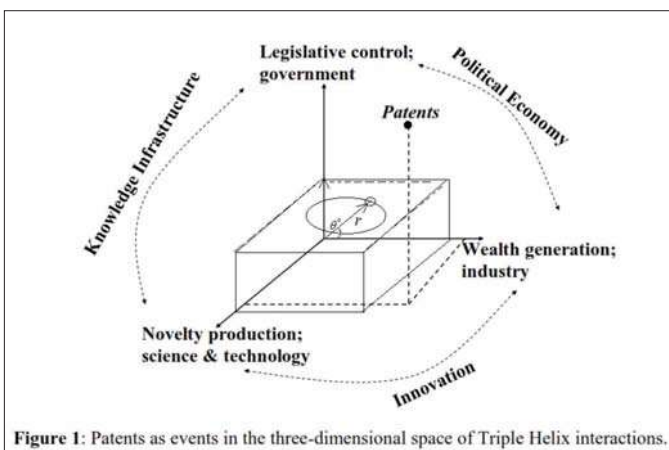 Legislative control;
government
Political Economy
Patents
Knowledge Infrastructure
θ
r
Wealth generation;
industry
Novelty production;
science & technology
Innovation
Figure 1: Patents as events in the three-dimensional space of Triple Helix interactions.